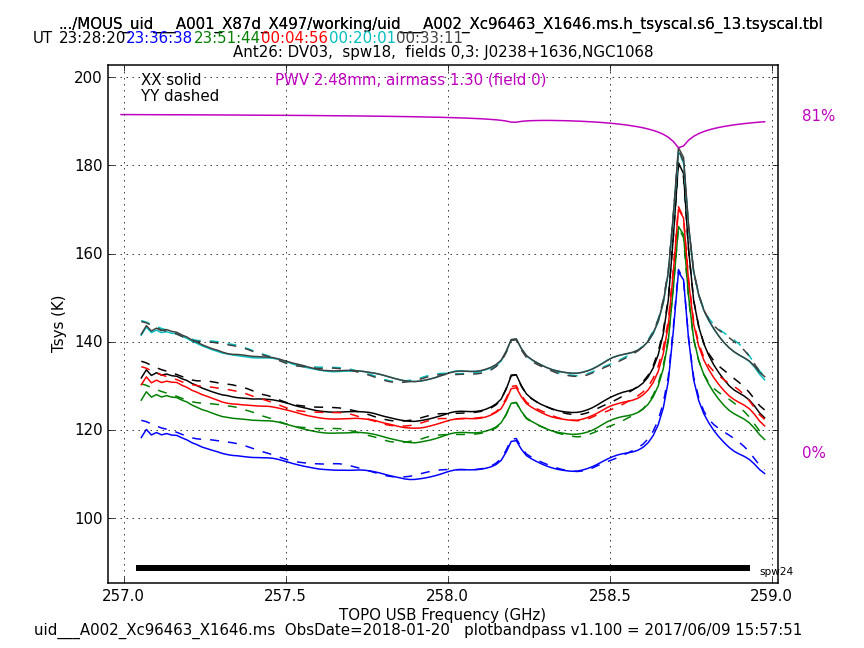 .../MOUS_uid___A001_X87d_X497/working/uid___A002_Xc96463_X1646.ms.h_tsyscal.s6_13.tsyscal.tbl
UT 23:28:20 23:36:38 23:51:44 00:04:56 00:20:01 00:33:11
Ant26: DV03, spw18, fields 0,3: J0238+1636,NGC1068
XX solid
YY dashed
PWV 2.48mm, airmass 1.30 (field 0)
81%
0%
200
180
160
140
120
100
Tsys (K)
spw24
257.0 257.5 258.0 258.5 259.0
TOPO USB Frequency (GHz)
uid___A002_Xc96463_X1646.ms ObsDate=2018-01-20 plotbandpass v1.100 = 2017/06/09 15:57:51